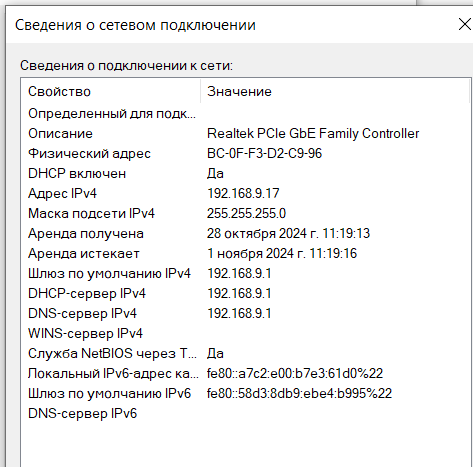 Сведения о сетевом подключении
Сведения о подключении к сети:
Свойство Значение
Определенный для подк...
Описание Realtek PCIe GbE Family Controller
Физический адрес BC-0F-F3-D2-C9-96
DHCP включен Да
Адрес IPv4 192.168.9.17
Маска подсети IPv4 255.255.255.0
Аренда получена 28 октября 2024 г. 11:19:13
Аренда истекает 1 ноября 2024 г. 11:19:16
Шлюз по умолчанию IPv4 192.168.9.1
DHCP-сервер IPv4 192.168.9.1
DNS-сервер IPv4 192.168.9.1
WINS-сервер IPv4
Служба NetBIOS через T... Да
Локальный IPv6-адрес ка... fe80::a7c2:e00:b7e3:61d0%22
Шлюз по умолчанию IPv6 fe80::58d3:8db9:ebe4:b995%22
DNS-сервер IPv6